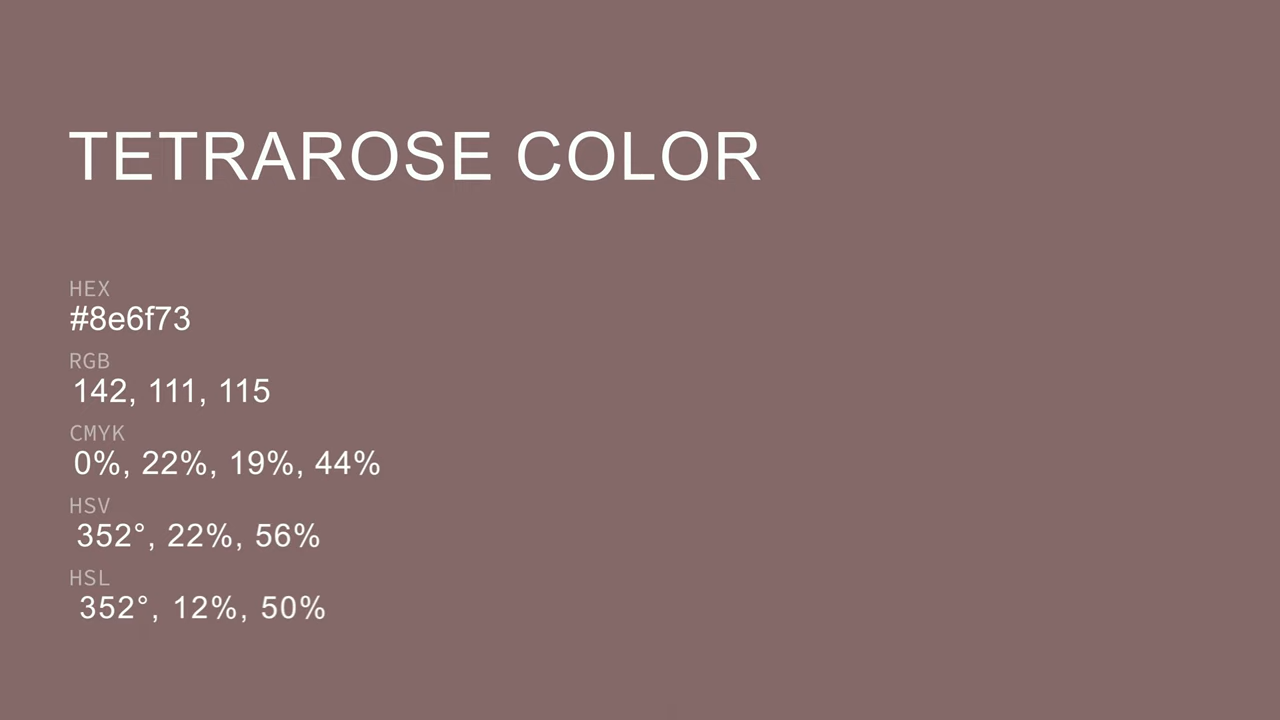 TETRAROSE COLOR
HEX
#8e6f73
RGB
142, 111, 115
CMYK
0%, 22%, 19%, 44%
HSV
352°, 22%, 56%
HSL
352°, 12%, 50%